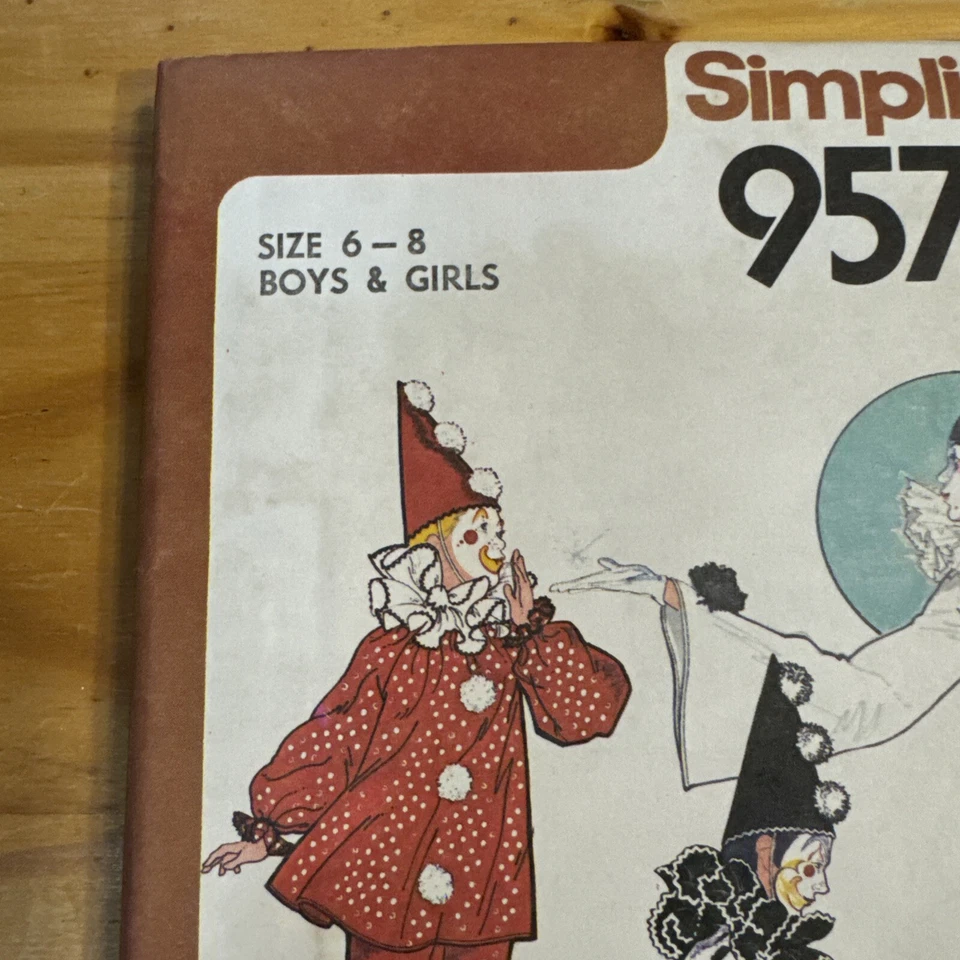 Simpli
957
SIZE 6 – 8
BOYS & GIRLS